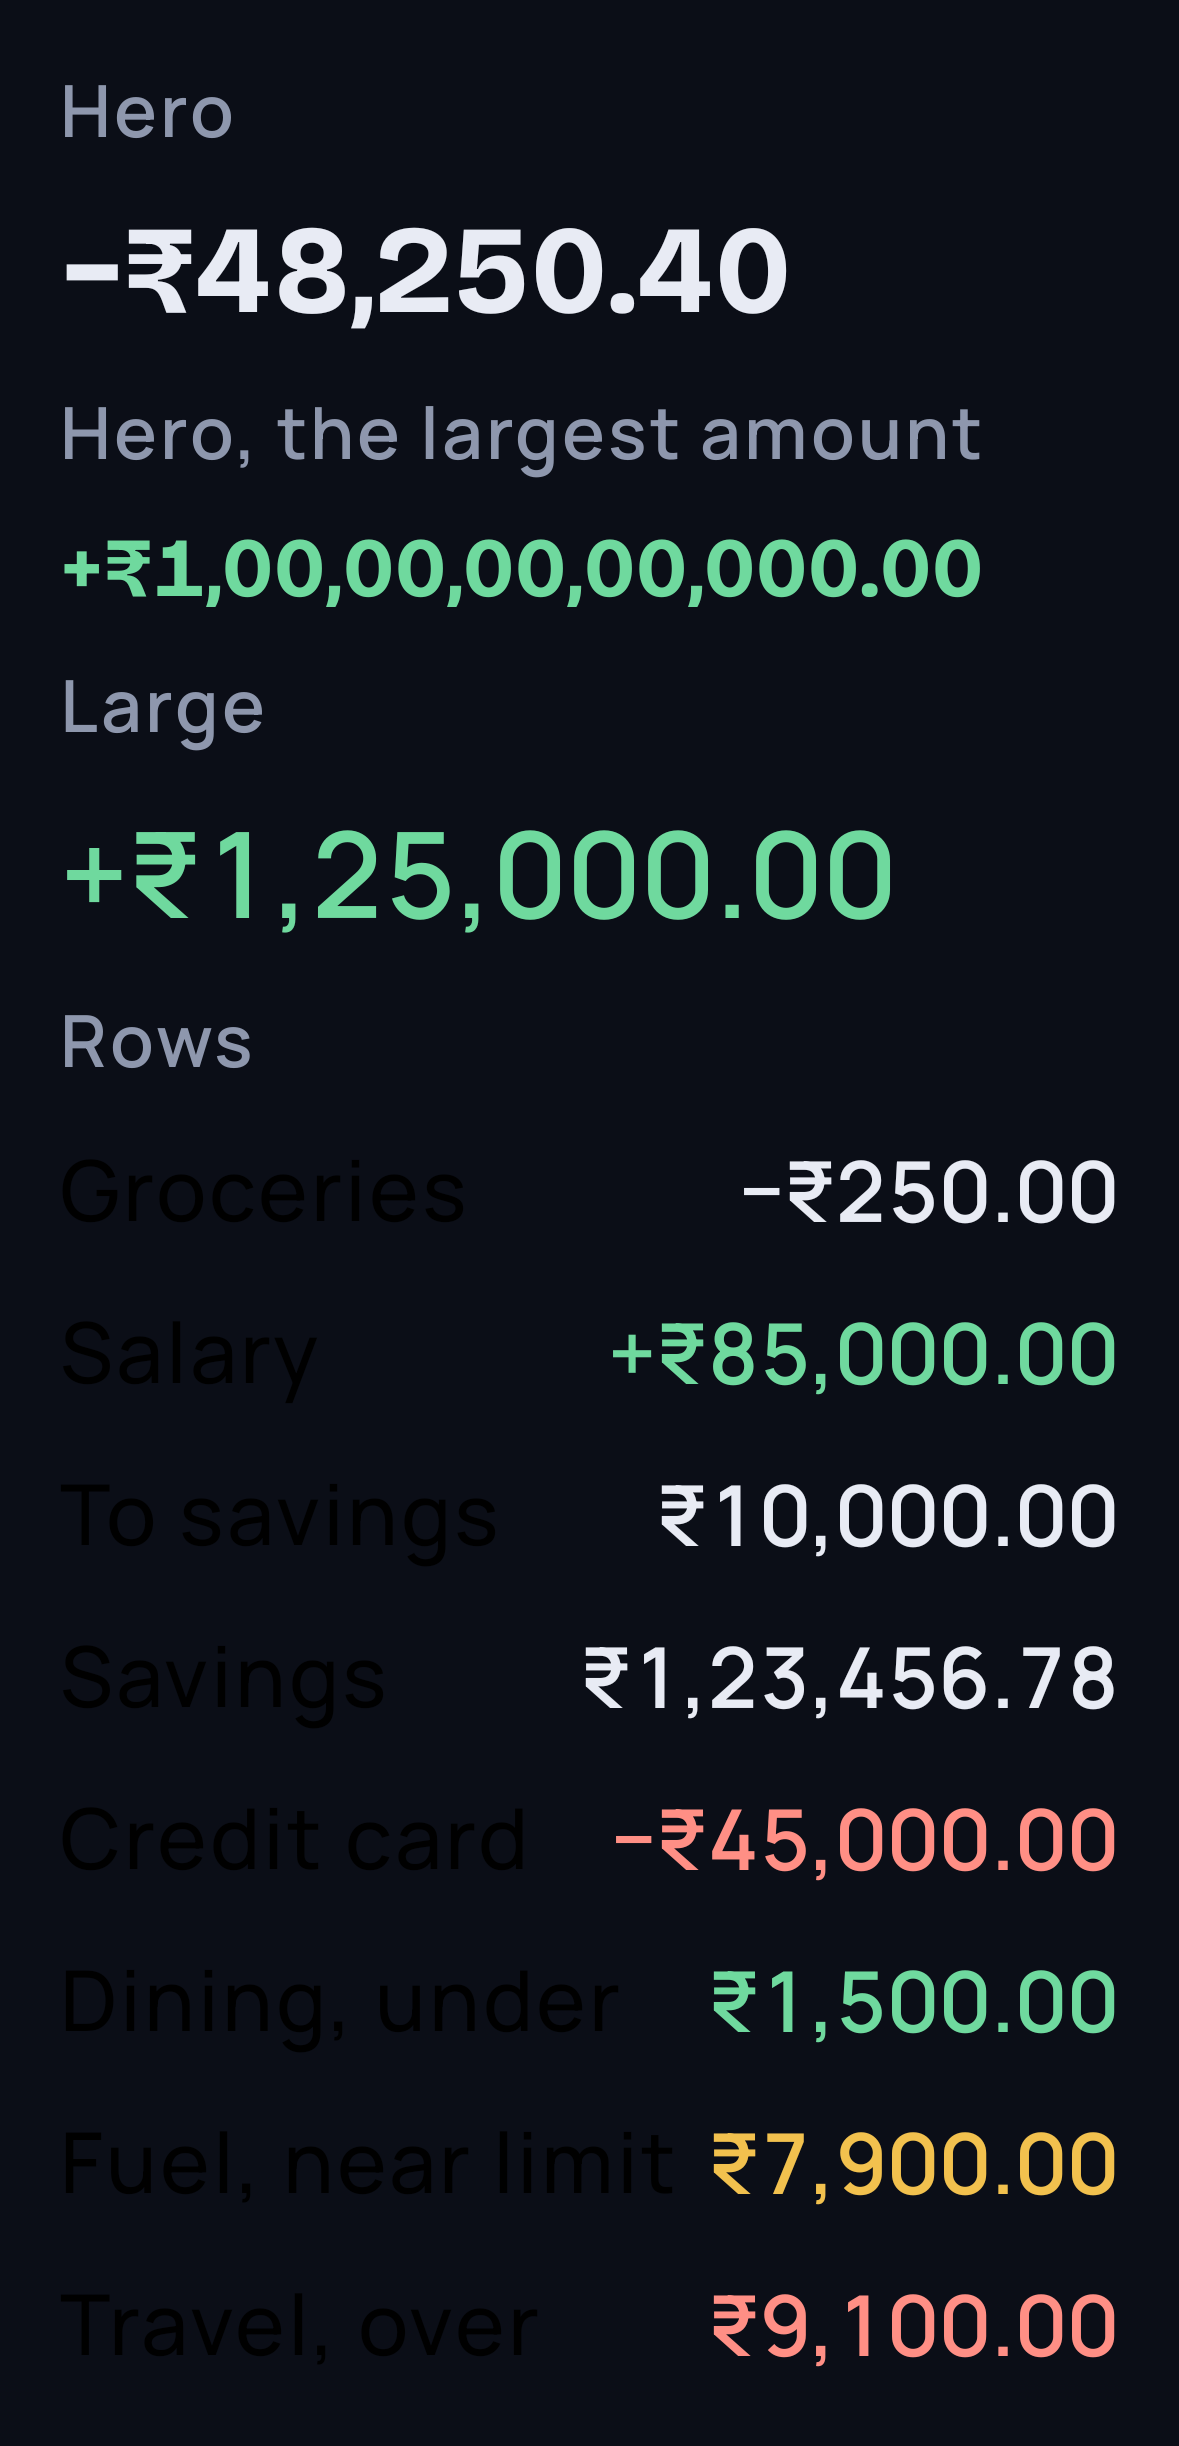 Hero
−₹48,250.40
Hero, the largest amount
+₹1,00,00,00,00,000.00
Large
+₹1,25,000.00
Rows
Groceries −₹250.00
Salary +₹85,000.00
To savings ₹10,000.00
Savings ₹1,23,456.78
Credit card −₹45,000.00
Dining, under ₹1,500.00
Fuel, near limit ₹7,900.00
Travel, over ₹9,100.00